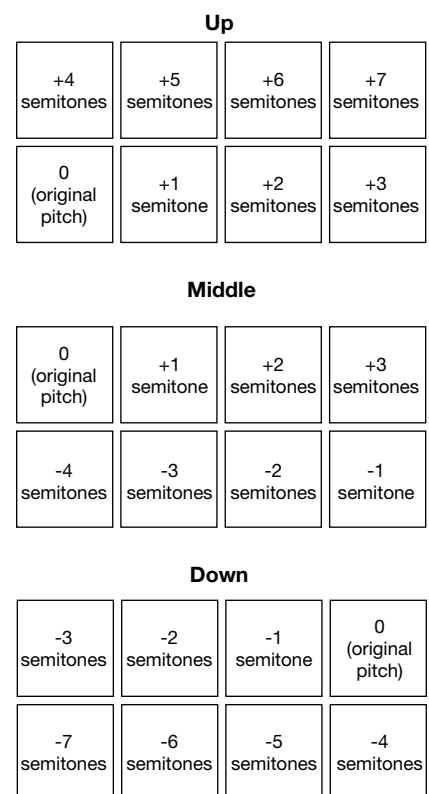 Up
+4 semitones
+5 semitones
+6 semitones
+7 semitones
0 (original pitch)
+1 semitone
+2 semitones
+3 semitones
Middle
0 (original pitch)
+1 semitone
+2 semitones
+3 semitones
-4 semitones
-3 semitones
-2 semitones
-1 semitone
Down
-3 semitones
-2 semitones
-1 semitone
0 (original pitch)
-7 semitones
-6 semitones
-5 semitones
-4 semitones